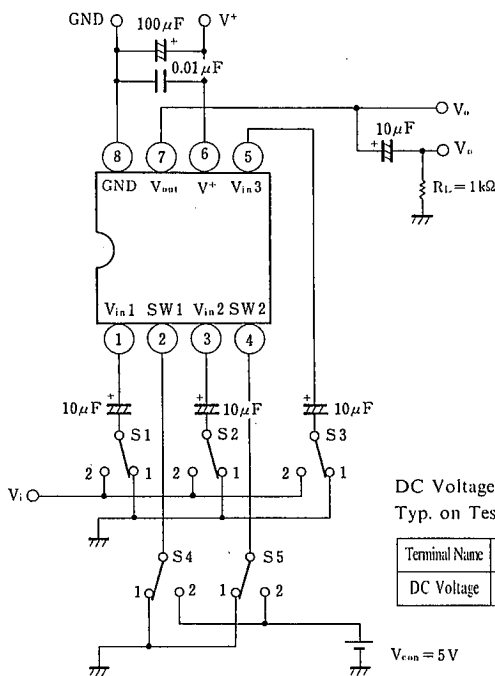 GND 100μF + V⁺
0.01μF
10μF
+
Vo
Vo
RL=1kΩ
8 7 6 5
GND Vout V⁺ Vin3
Vin1 SW1 Vin2 SW2
1 2 3 4
+ + +
10μF 10μF 10μF
S1 S2 S3
2 1 2 1 2 1
Vi
DC Voltage
Typ. on Tes
Terminal Name
DC Voltage
S4 S5
1 2 1 2
Vcon=5V